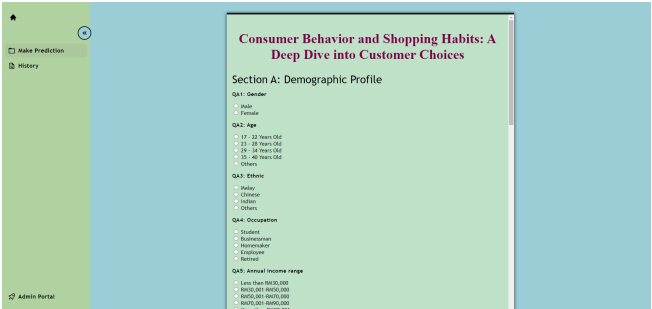 «
Make Prediction
History
Admin Portal
Consumer Behavior and Shopping Habits: A
Deep Dive into Customer Choices
Section A: Demographic Profile
QA1: Gender
Male
Female
QA2: Age
17 - 22 Years Old
23 - 28 Years Old
29 - 34 Years Old
35 - 40 Years Old
Others
QA3: Ethnic
Malay
Chinese
Indian
Others
QA4: Occupation
Student
Businessman
Homemaker
Employee
Retired
QA5: Annual income range
Less than RM30,000
RM30,001-RM50,000
RM50,001-RM70,000
RM70,001-RM90,000